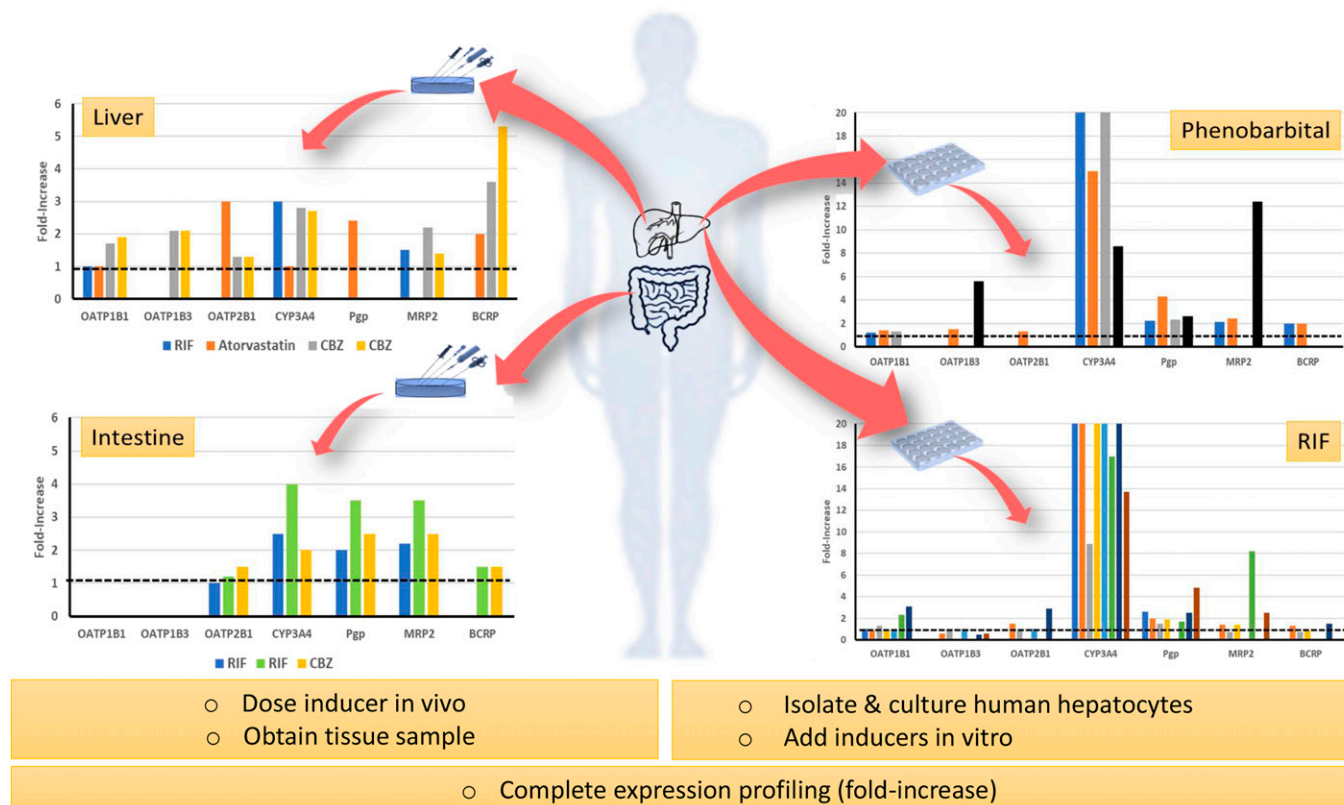 Liver
Fold-Increase
6
5
4
3
2
1
0
OATP1B1 OATP1B3 OATP2B1 CYP3A4 Pgp MRP2 BCRP
RIF Atorvastatin CBZ CBZ
Intestine
Fold-Increase
6
5
4
3
2
1
0
OATP1B1 OATP1B3 OATP2B1 CYP3A4 Pgp MRP2 BCRP
RIF RIF CBZ
Phenobarbital
Fold-Increase
20
18
16
14
12
10
8
6
4
2
0
OATP1B1 OATP1B3 OATP2B1 CYP3A4 Pgp MRP2 BCRP
RIF
Fold-Increase
20
18
16
14
12
10
8
6
4
2
0
OATP1B1 OATP1B3 OATP2B1 CYP3A4 Pgp MRP2 BCRP
o Dose inducer in vivo
o Obtain tissue sample
o Isolate & culture human hepatocytes
o Add inducers in vitro
o Complete expression profiling (fold-increase)